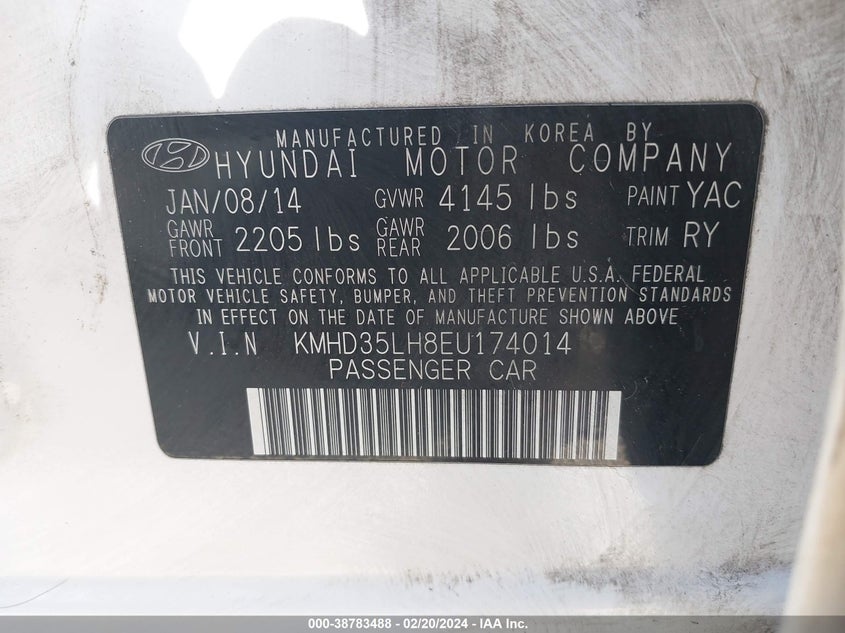 MANUFACTURED IN KOREA BY
HYUNDAI MOTOR COMPANY
JAN/08/14 GVWR 4145 lbs PAINT YAC
GAWR FRONT 2205 lbs GAWR REAR 2006 lbs TRIM RY
THIS VEHICLE CONFORMS TO ALL APPLICABLE U.S.A. FEDERAL
MOTOR VEHICLE SAFETY, BUMPER, AND THEFT PREVENTION STANDARDS
IN EFFECT ON THE DATE OF MANUFACTURE SHOWN ABOVE
V.I.N KMHD35LH8EU174014
PASSENGER CAR
000-38783488 - 02/20/2024 - IAA Inc.